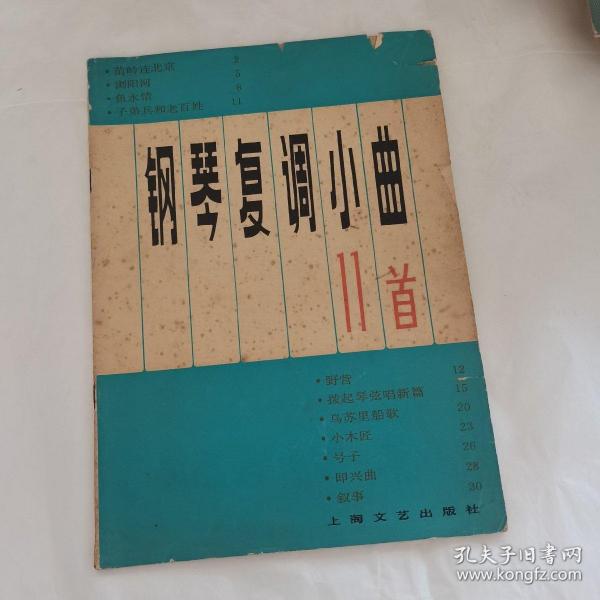 ·苗岭连北京 2
·浏阳河 5
·鱼水情 8
·子弟兵和老百姓 11
钢琴复调小曲
11首
·野营 12
·拨起琴弦唱新篇 15
·乌苏里船歌 20
·小木匠 23
·号子 26
·即兴曲 28
·叙事 30
上海文艺出版社
孔夫子旧书网
www.kongfz.com